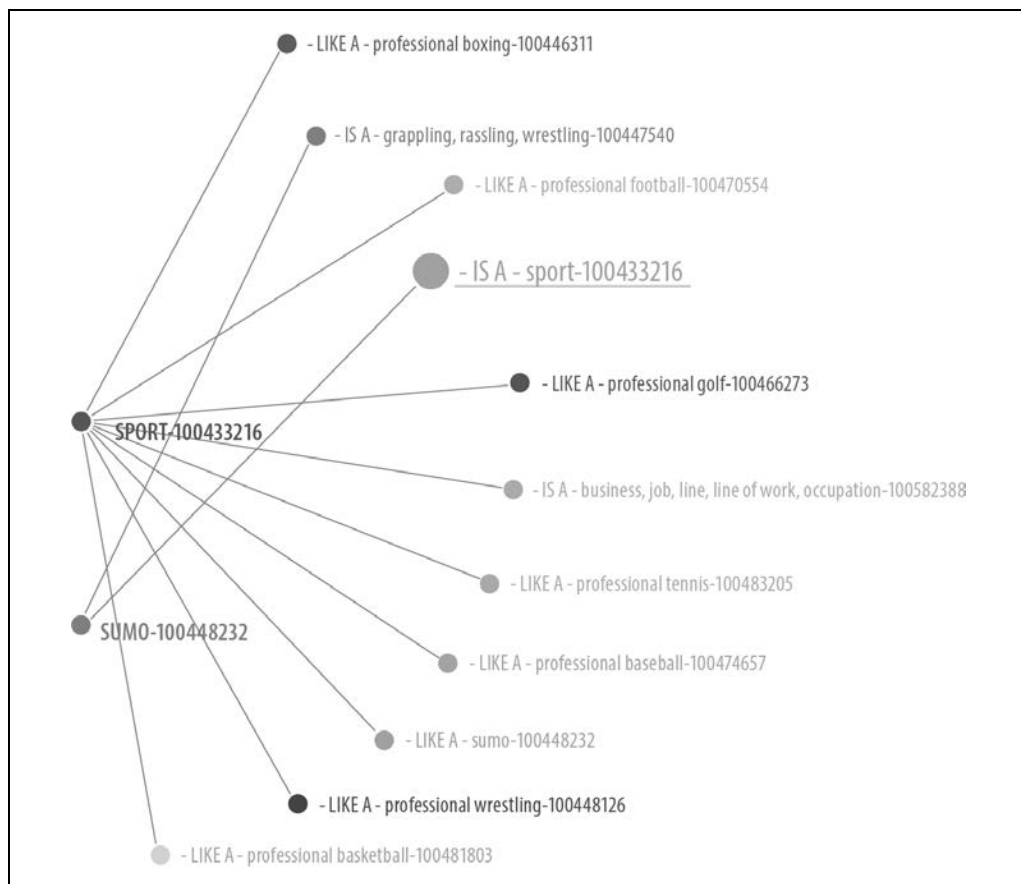 - LIKE A - professional boxing-100446311
- IS A - grappling, rassling, wrestling-100447540
- LIKE A - professional football-100470554
- IS A - sport-100433216
- LIKE A - professional golf-100466273
SPORT-100433216
- IS A - business, job, line, line of work, occupation-100582388
- LIKE A - professional tennis-100483205
SUMO-100448232
- LIKE A - professional baseball-100474657
- LIKE A - sumo-100448232
- LIKE A - professional wrestling-100448126
- LIKE A - professional basketball-100481803